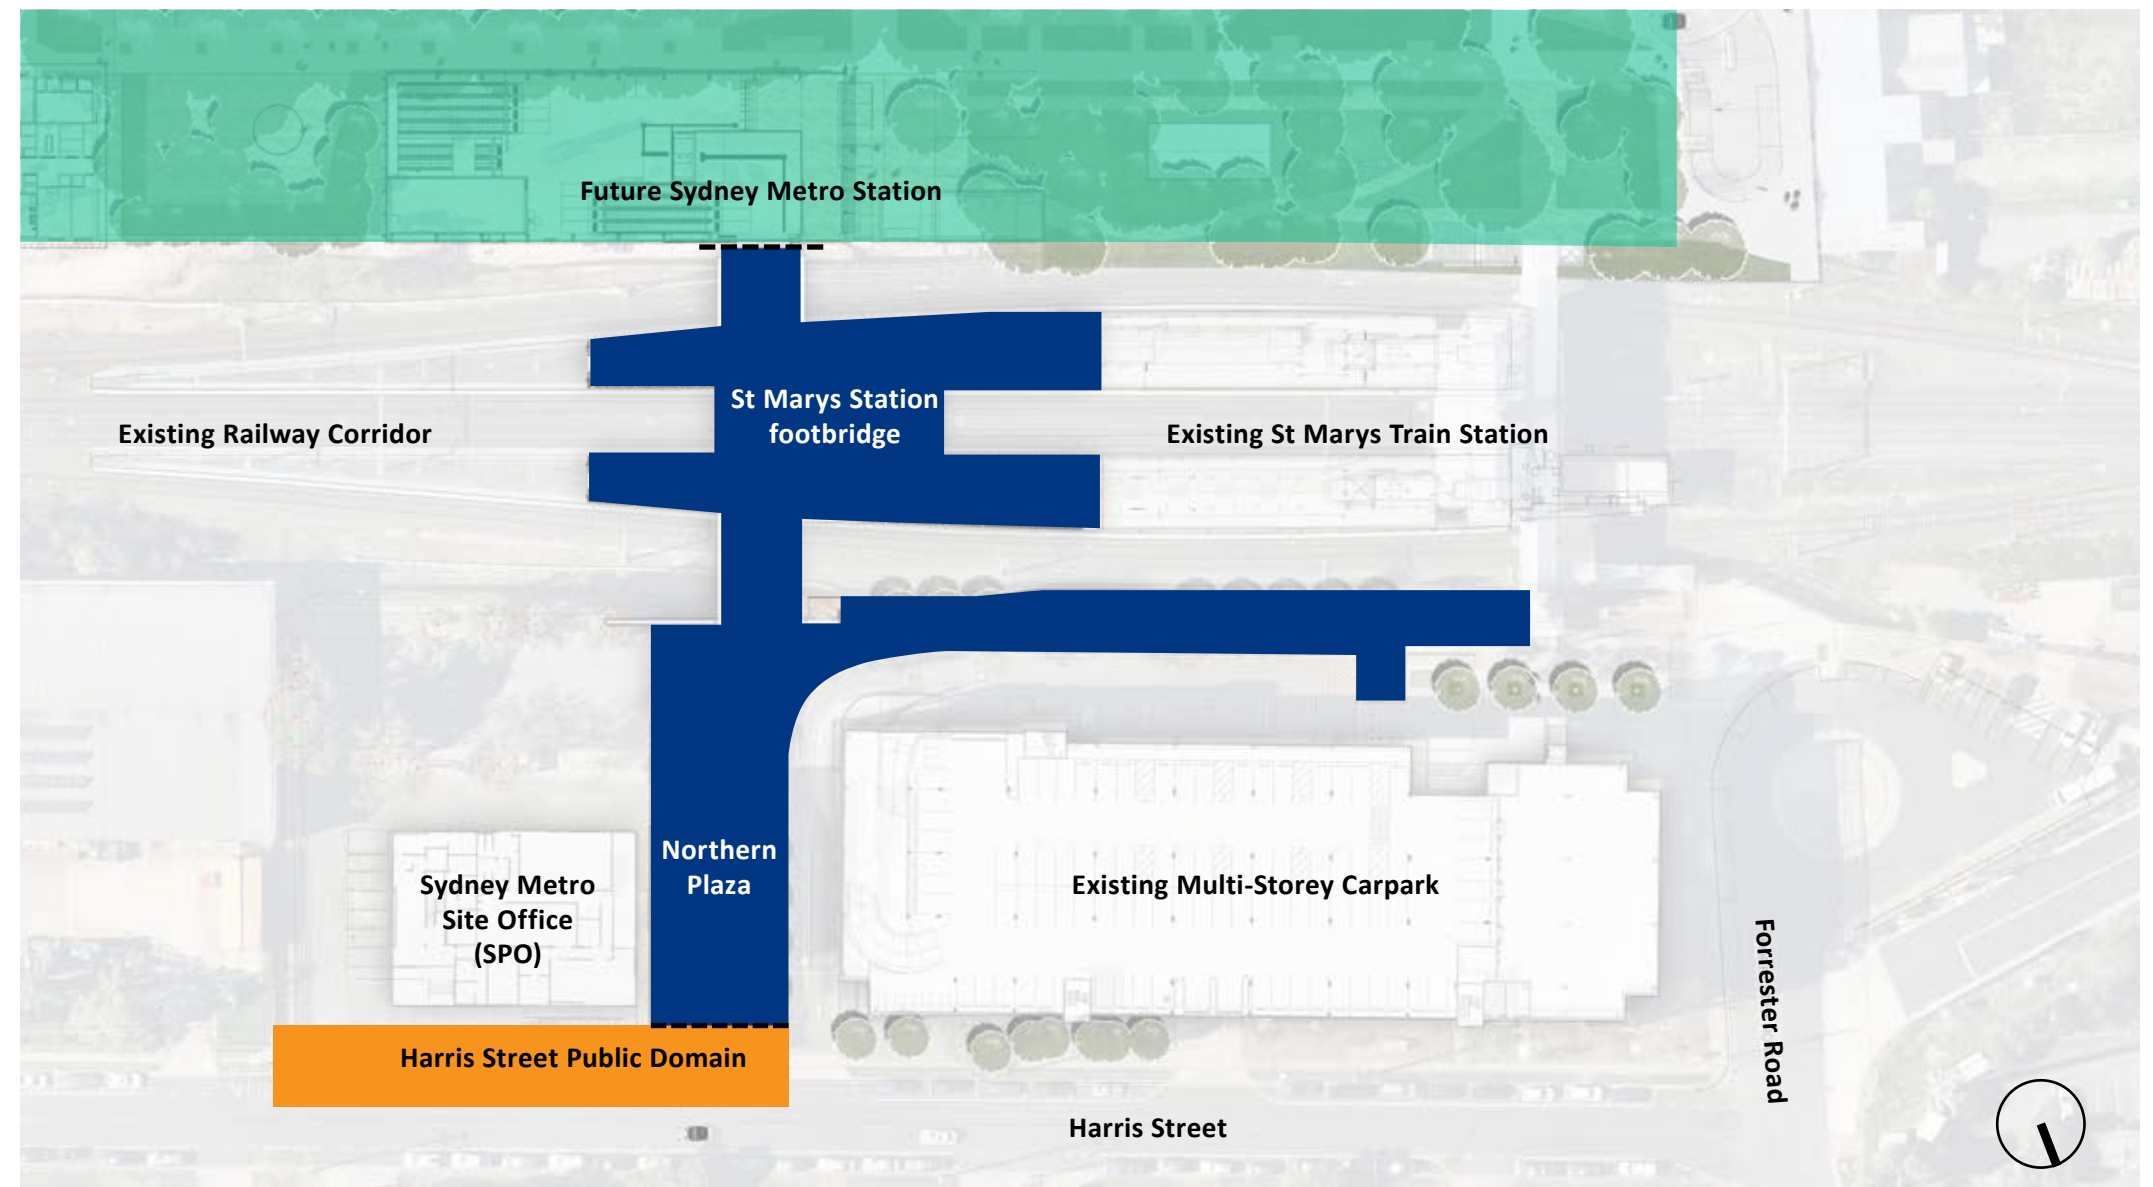 Future Sydney Metro Station
St Marys Station
footbridge
Existing Railway Corridor
Existing St Marys Train Station
Northern
Plaza
Sydney Metro
Site Office
(SPO)
Existing Multi-Storey Carpark
Forrester Road
Harris Street Public Domain
Harris Street